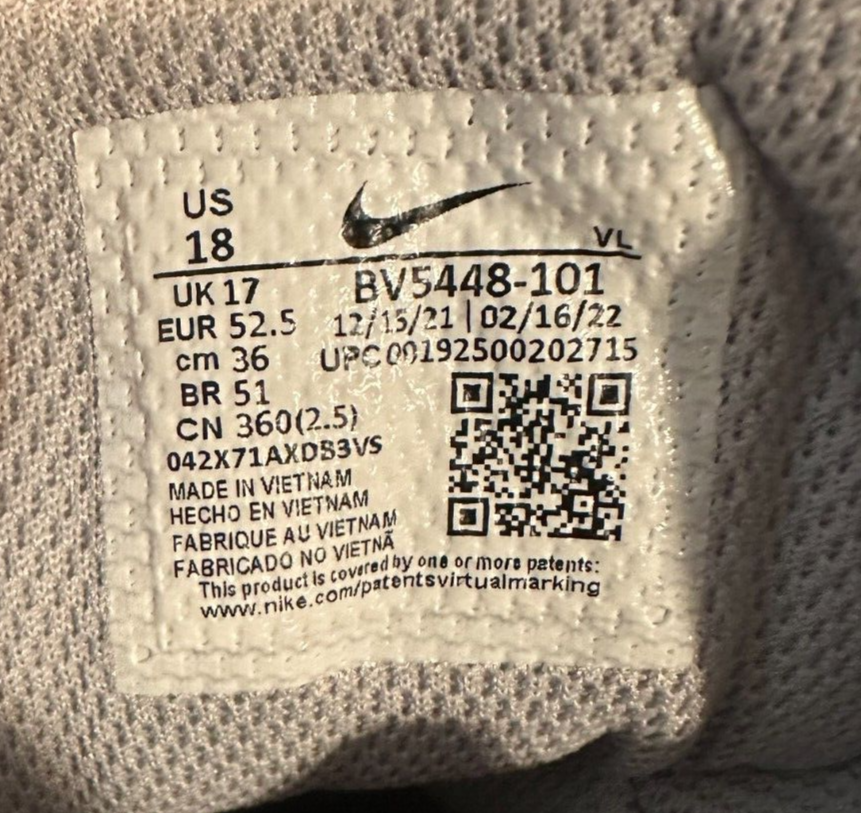 US
18
VL
UK 17
BV5448-101
EUR 52.5
12/15/21 | 02/16/22
cm 36
UPC00192500202715
BR 51
CN 360(2.5)
042X71AXDB3VS
MADE IN VIETNAM
HECHO EN VIETNAM
FABRIQUE AU VIETNAM
FABRICADO NO VIETNÃ
This product is covered by one or more patents:
www.nike.com/patentsvirtualmarking